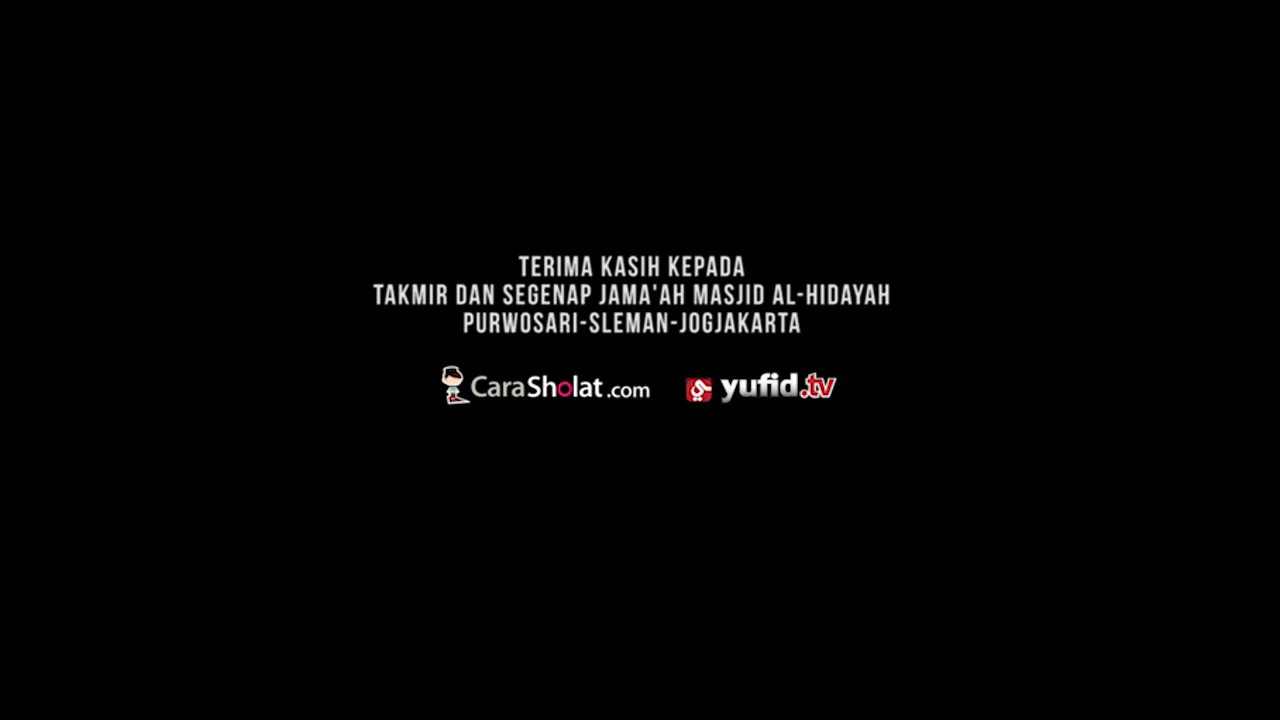 TERIMA KASIH KEPADA
TAKMIR DAN SEGENAP JAMA'AH MASJID AL-HIDAYAH
PURWOSARI-SLEMAN-JOGJAKARTA
CaraSholat.com yufid.tv